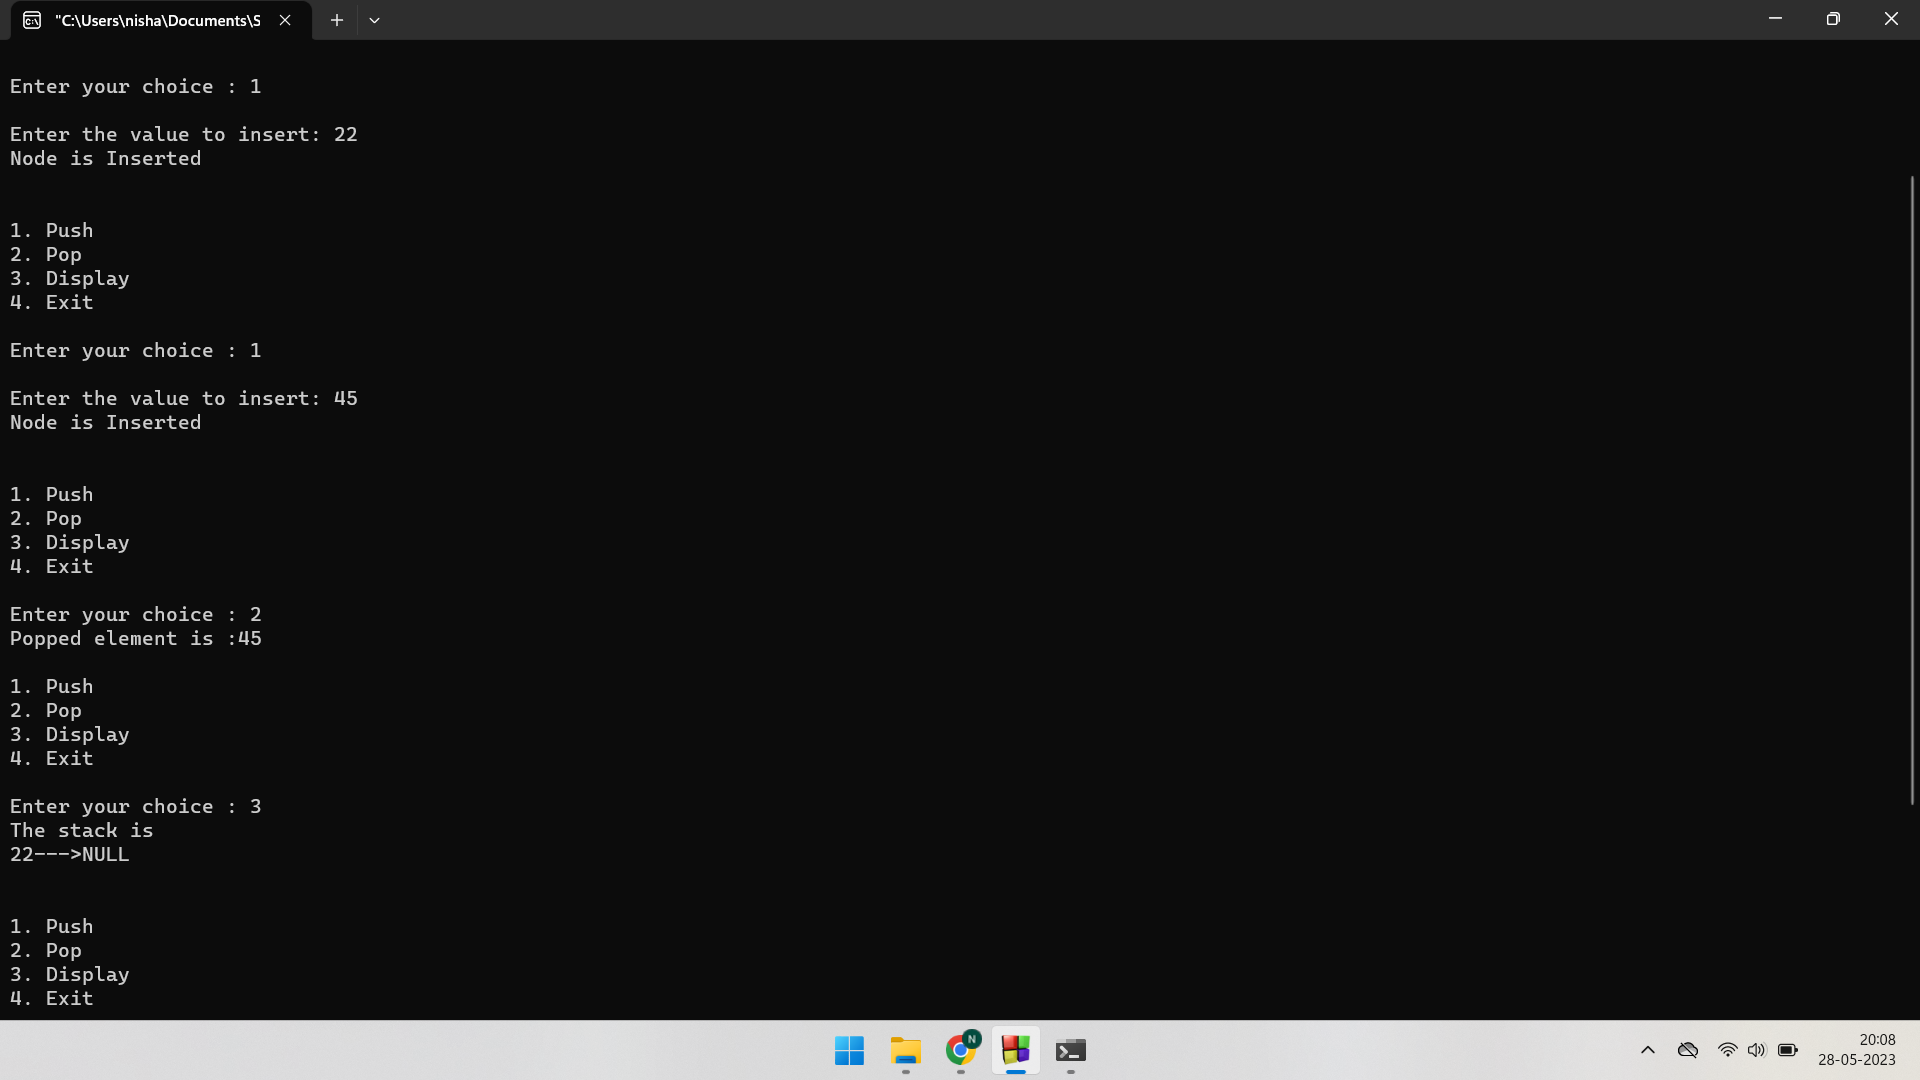 "C:\Users\nisha\Documents\S
Enter your choice : 1
Enter the value to insert: 22
Node is Inserted
1. Push
2. Pop
3. Display
4. Exit
Enter your choice : 1
Enter the value to insert: 45
Node is Inserted
1. Push
2. Pop
3. Display
4. Exit
Enter your choice : 2
Popped element is :45
1. Push
2. Pop
3. Display
4. Exit
Enter your choice : 3
The stack is
22--->NULL
1. Push
2. Pop
3. Display
4. Exit
N
20:08
28-05-2023